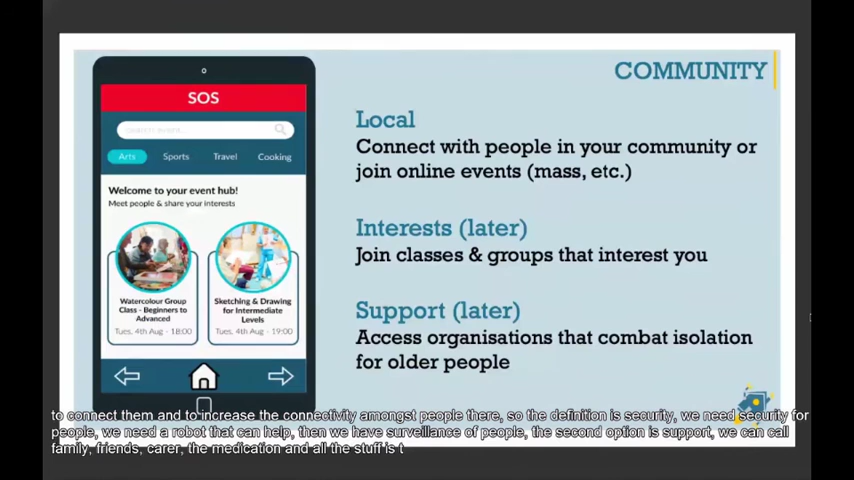 COMMUNITY
SOS
Search event...
Arts Sports Travel Cooking
Welcome to your event hub!
Meet people & share your interests
Watercolour Group
Class - Beginners to
Advanced
Tues, 4th Aug - 18:00
Sketching & Drawing
for Intermediate
Levels
Tues, 4th Aug - 19:00
Local
Connect with people in your community or
join online events (mass, etc.)
Interests (later)
Join classes & groups that interest you
Support (later)
Access organisations that combat isolation
for older people
to connect them and to increase the connectivity amongst people there, so the definition is security, we need security for
people, we need a robot that can help, then we have surveillance of people, the second option is support, we can call
family, friends, carer, the medication and all the stuff is t